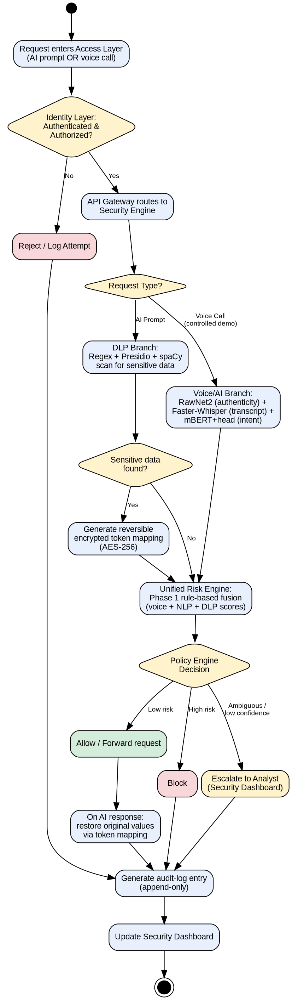 Request enters Access Layer
(AI prompt OR voice call)
Identity Layer:
Authenticated &
Authorized?
No
Yes
API Gateway routes to
Security Engine
Reject / Log Attempt
Request Type?
AI Prompt
Voice Call
(controlled demo)
DLP Branch:
Regex + Presidio + spaCy
scan for sensitive data
Voice/AI Branch:
RawNet2 (authenticity) +
Faster-Whisper (transcript) +
mBERT+head (intent)
Sensitive data
found?
Yes
No
Generate reversible
encrypted token mapping
(AES-256)
Unified Risk Engine:
Phase 1 rule-based fusion
(voice + NLP + DLP scores)
Policy Engine
Decision
Low risk
High risk
Ambiguous /
low confidence
Allow / Forward request
Block
Escalate to Analyst
(Security Dashboard)
On AI response:
restore original values
via token mapping
Generate audit-log entry
(append-only)
Update Security Dashboard